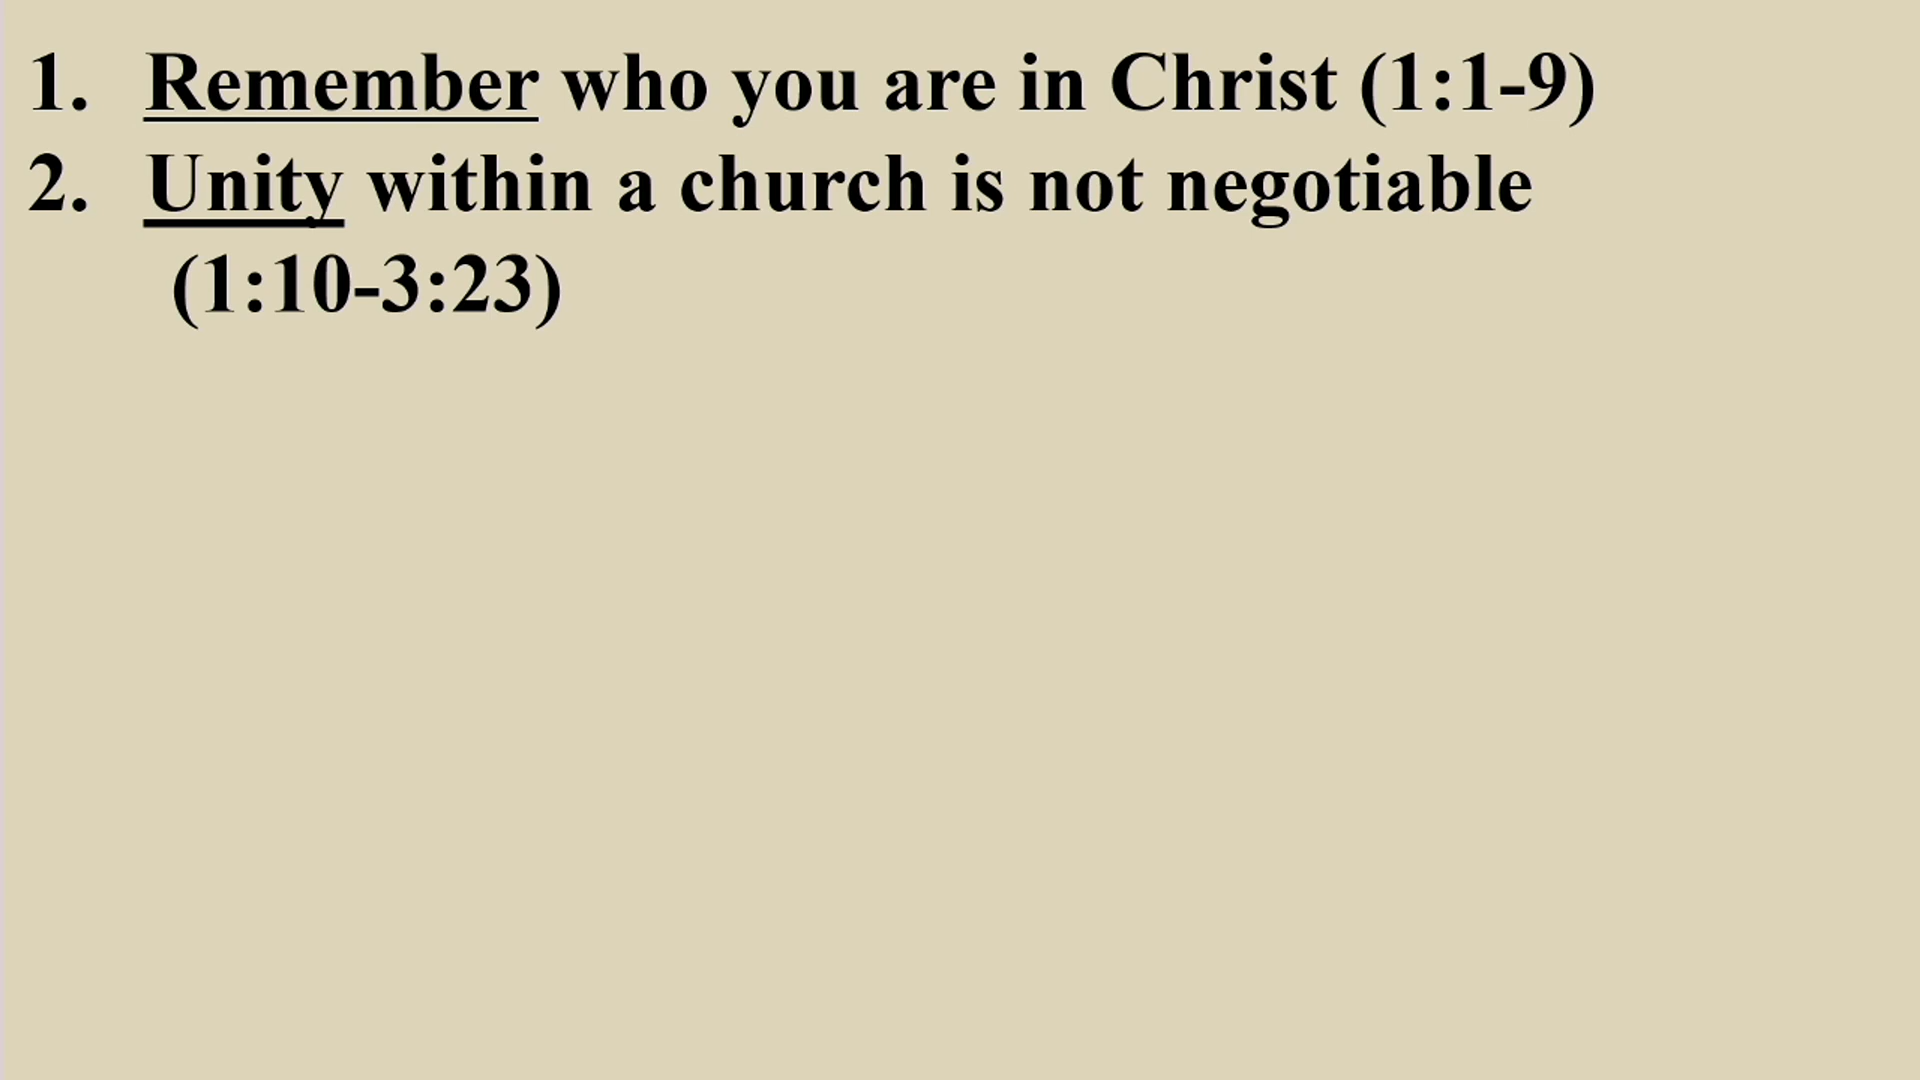 1. Remember who you are in Christ (1:1-9)
2. Unity within a church is not negotiable
(1:10-3:23)